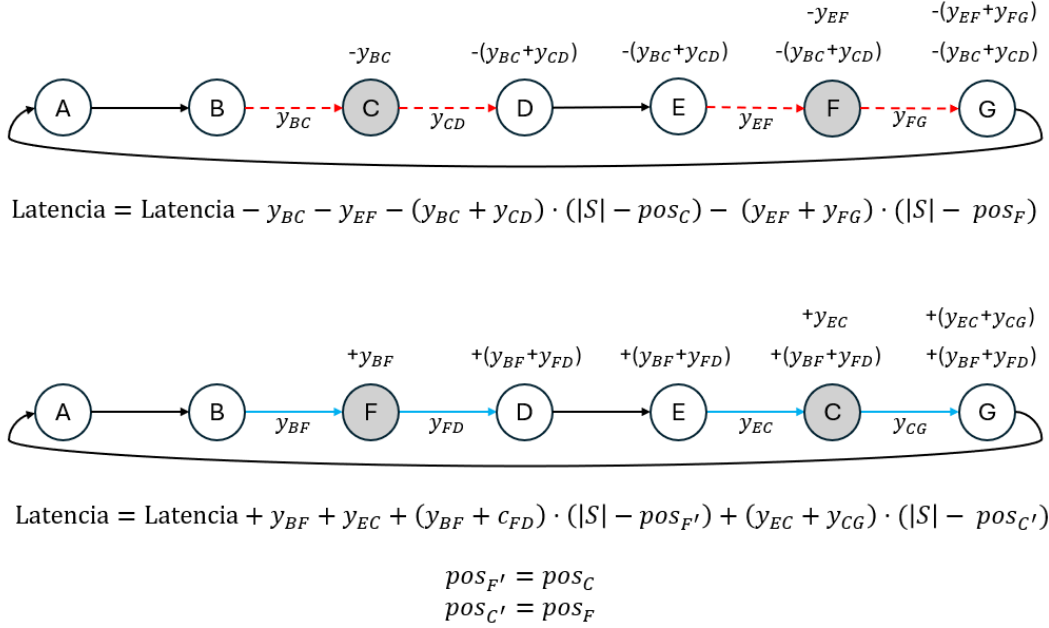 -y_EF -(y_EF+y_FG)
-y_BC -(y_BC+y_CD) -(y_BC+y_CD) -(y_BC+y_CD) -(y_BC+y_CD)
A B C D E F G
y_BC y_CD y_EF y_FG
Latencia = Latencia − y_BC − y_EF − (y_BC + y_CD) · (|S| − pos_C) − (y_EF + y_FG) · (|S| − pos_F)
+y_EC +(y_EC+y_CG)
+y_BF +(y_BF+y_FD) +(y_BF+y_FD) +(y_BF+y_FD) +(y_BF+y_FD)
A B F D E C G
y_BF y_FD y_EC y_CG
Latencia = Latencia + y_BF + y_EC + (y_BF + c_FD) · (|S| − pos_F′) + (y_EC + y_CG) · (|S| − pos_C′)
pos_F′ = pos_C
pos_C′ = pos_F